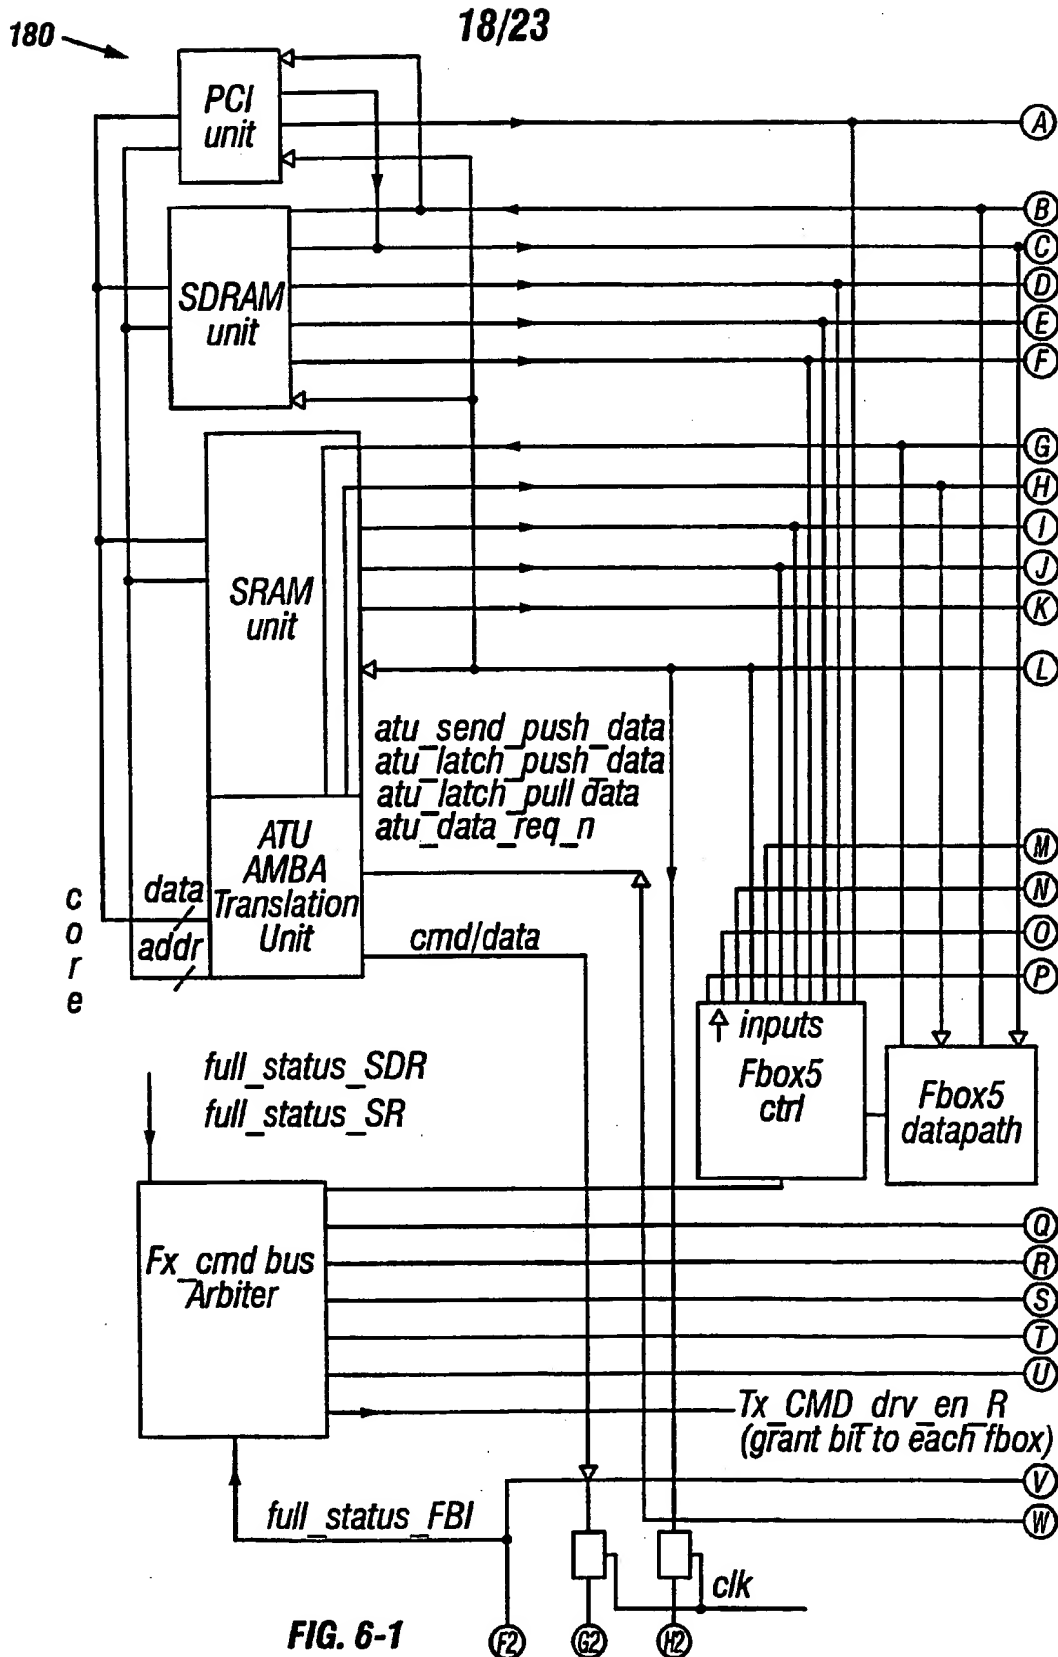 18/23
180
PCI
unit
A
B
C
SDRAM
unit
D
E
F
G
H
I
J
SRAM
unit
K
L
atu_send_push_data
atu_latch_push_data
atu_latch_pull data
atu_data_req_n
ATU
AMBA
Translation
Unit
M
N
O
P
core
data
addr
cmd/data
inputs
Fbox5
ctrl
Fbox5
datapath
full_status_SDR
full_status_SR
Fx_cmd bus
Arbiter
Q
R
S
T
U
Tx_CMD_drv_en_R
(grant bit to each fbox)
V
W
full_status_FBI
clk
FIG. 6-1
F2
G2
H2